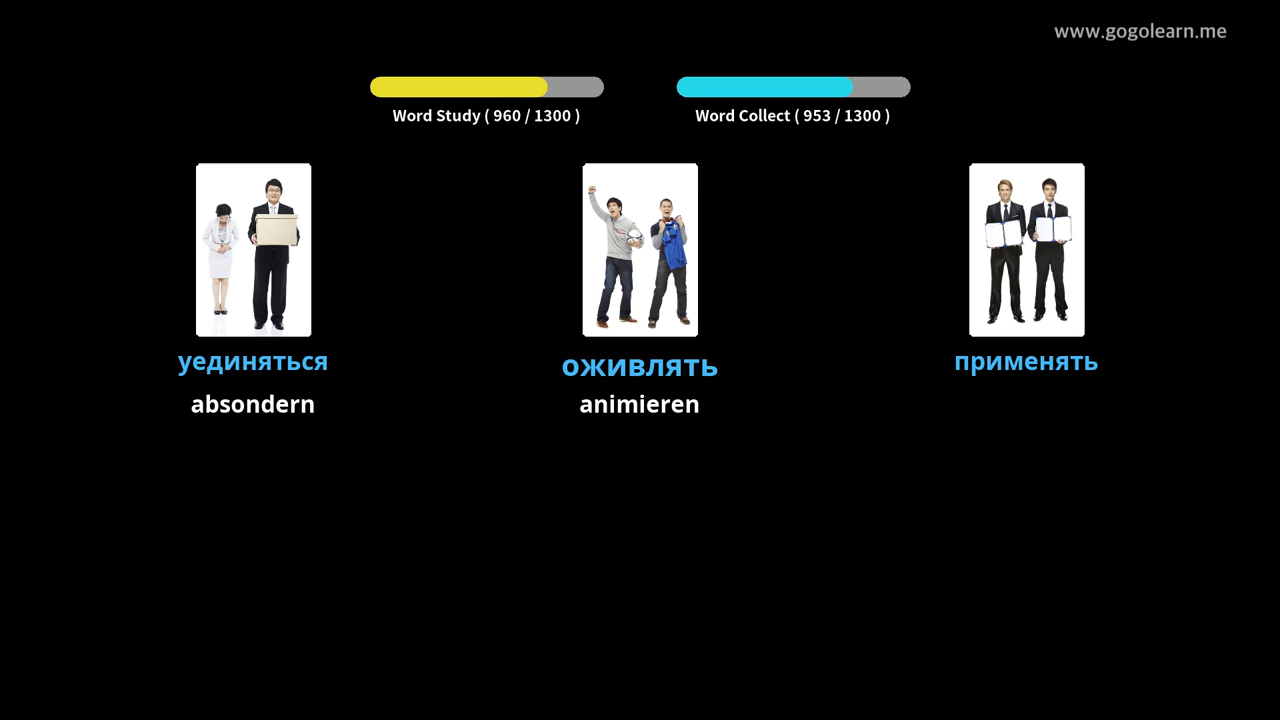 www.gogolearn.me
Word Study ( 960 / 1300 )
Word Collect ( 953 / 1300 )
уединяться
оживлять
применять
absondern
animieren